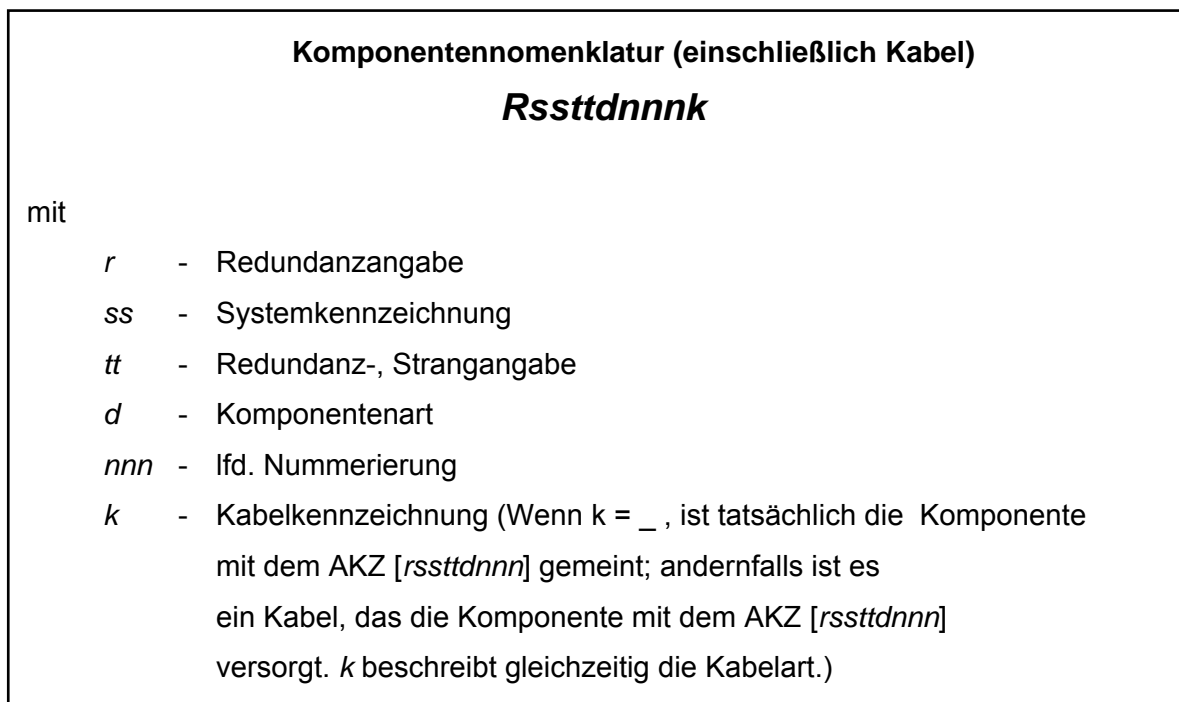 Komponentennomenklatur (einschließlich Kabel)
Rssttdnnnk
mit
r - Redundanzangabe
ss - Systemkennzeichnung
tt - Redundanz-, Strangangabe
d - Komponentenart
nnn - lfd. Nummerierung
k - Kabelkennzeichnung (Wenn k = _ , ist tatsächlich die Komponente
mit dem AKZ [rssttdnnn] gemeint; andernfalls ist es
ein Kabel, das die Komponente mit dem AKZ [rssttdnnn]
versorgt. k beschreibt gleichzeitig die Kabelart.)